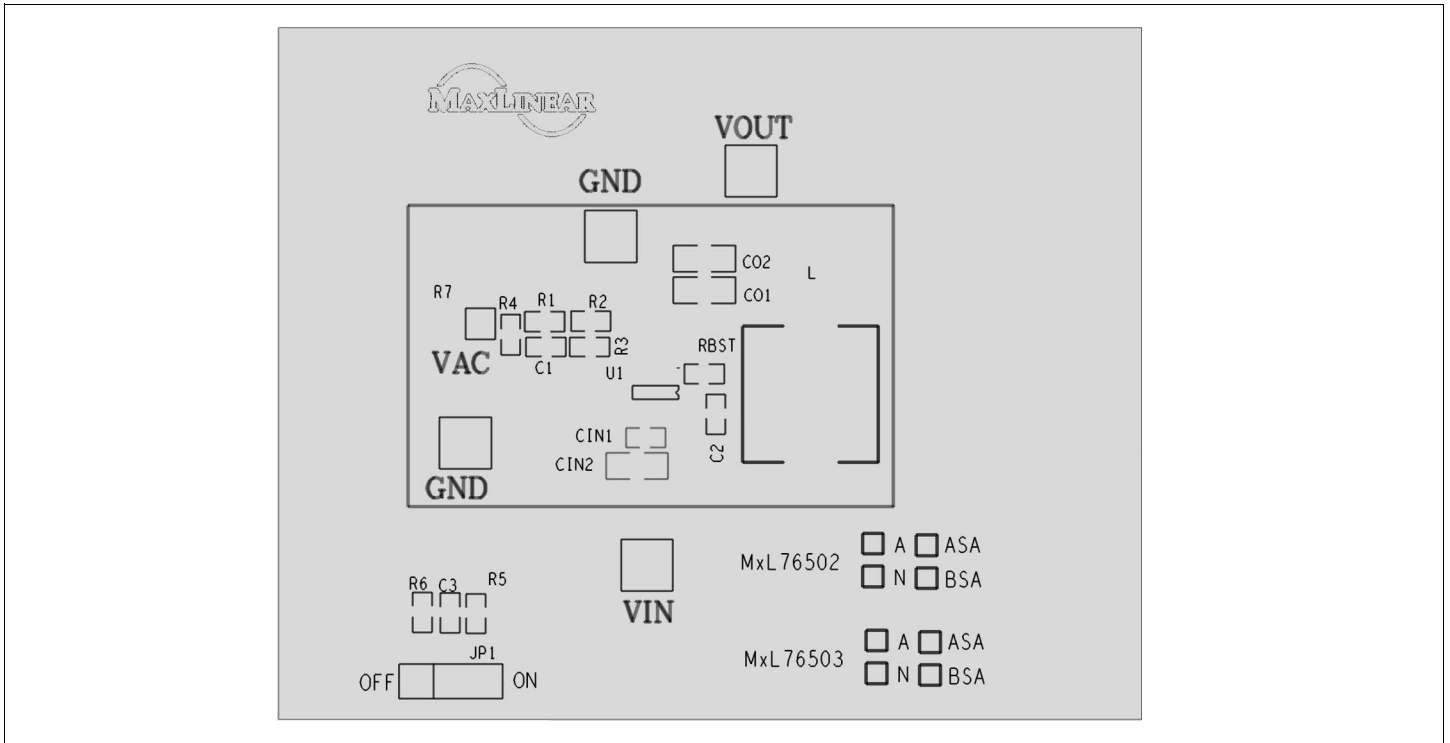 MAXLINEAR
VOUT
GND
CO2
L
R7
CO1
R4
R1
R2
VAC
C1
R3
RBST
U1
CIN1
C2
CIN2
GND
MxL76502
A
ASA
N
BSA
R6
C3
R5
VIN
JP1
OFF
ON
MxL76503
A
ASA
N
BSA